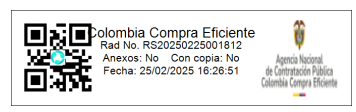 Colombia Compra Eficiente
Rad No. RS20250225001812
Anexos: No Con copia: No
Fecha: 25/02/2025 16:26:51
Agencia Nacional
de Contratación Pública
Colombia Compra Eficiente